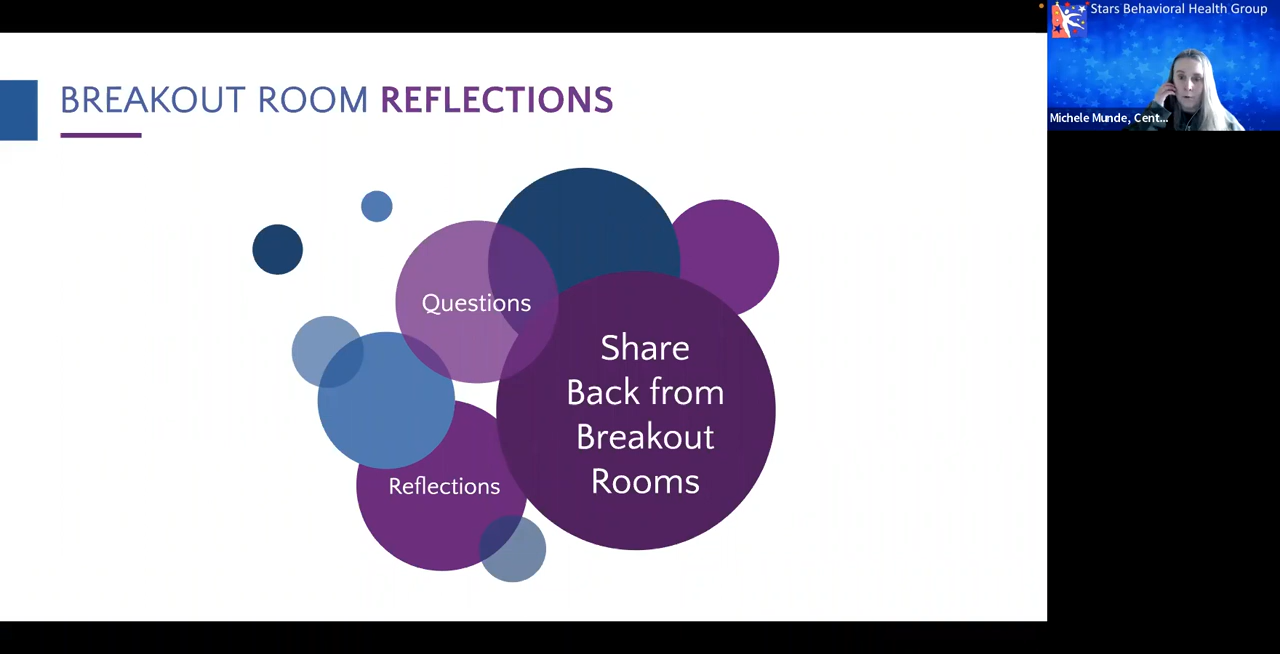 Stars Behavioral Health Group
Michele Munde, Cent...
BREAKOUT ROOM REFLECTIONS
Questions
Share
Back from
Breakout
Rooms
Reflections